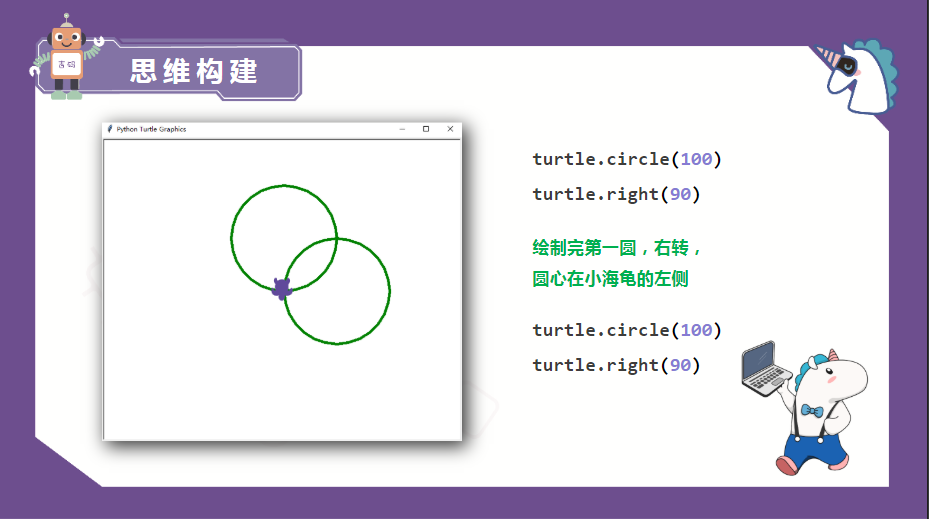 思维构建
Python Turtle Graphics
turtle.circle(100)
turtle.right(90)
绘制完第一圆，右转，
圆心在小海龟的左侧
turtle.circle(100)
turtle.right(90)